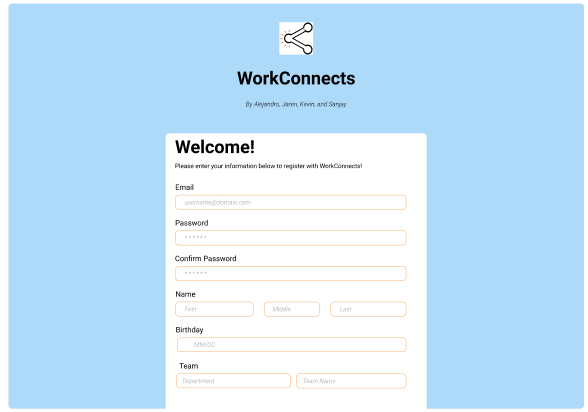 WorkConnects
By Alejandro, Jaren, Kevin, and Sanjay
Welcome!
Please enter your information below to register with WorkConnects!
Email
username@domain.com
Password
******
Confirm Password
******
Name
First Middle Last
Birthday
MM/DD
Team
Department Team Name